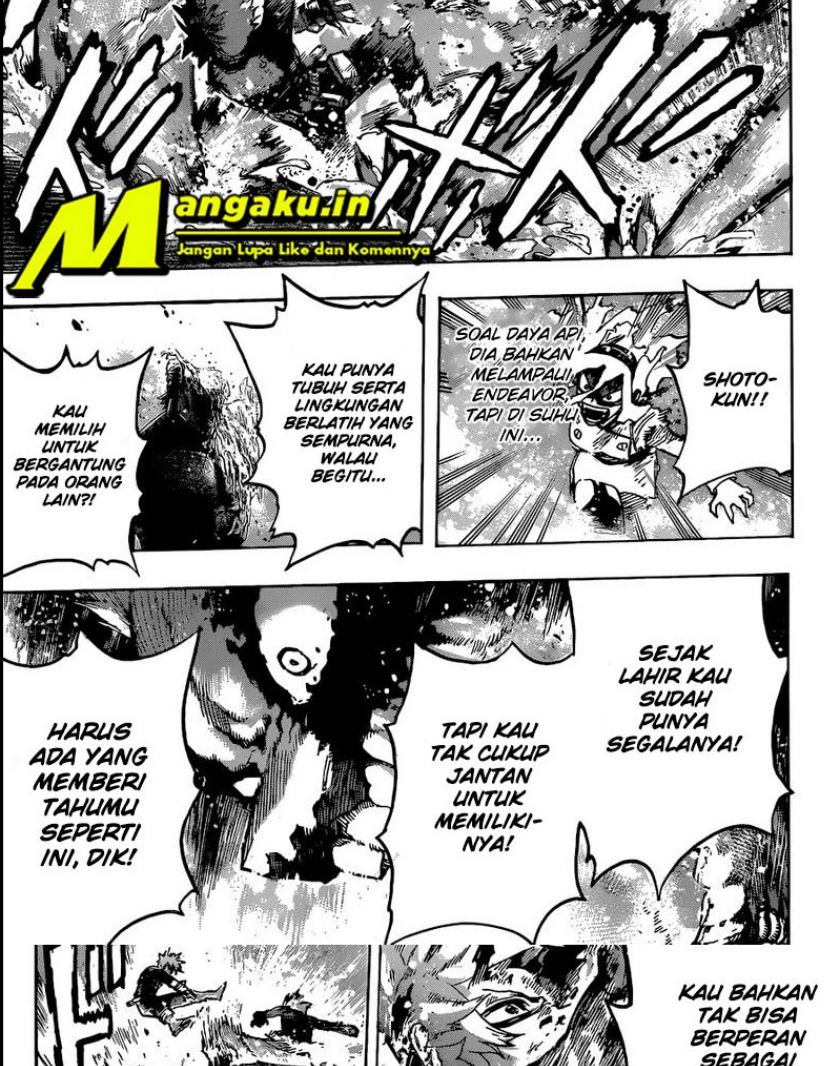 Mangaku.in
Jangan Lupa Like dan Komennya
SHOTO-
KUN!!
SOAL DAYA API,
DIA BAHKAN
MELAMPAUI
ENDEAVOR,
TAPI DI SUHU
INI...
KAU PUNYA
TUBUH SERTA
LINGKUNGAN
BERLATIH YANG
SEMPURNA,
WALAU
BEGITU...
KAU
MEMILIH
UNTUK
BERGANTUNG
PADA ORANG
LAIN?!
SEJAK
LAHIR KAU
SUDAH
PUNYA
SEGALANYA!
TAPI KAU
TAK CUKUP
JANTAN
UNTUK
MEMILIKI-
NYA!
HARUS
ADA YANG
MEMBERI
TAHUMU
SEPERTI
INI, DIK!
KAU BAHKAN
TAK BISA
BERPERAN
SEBAGAI